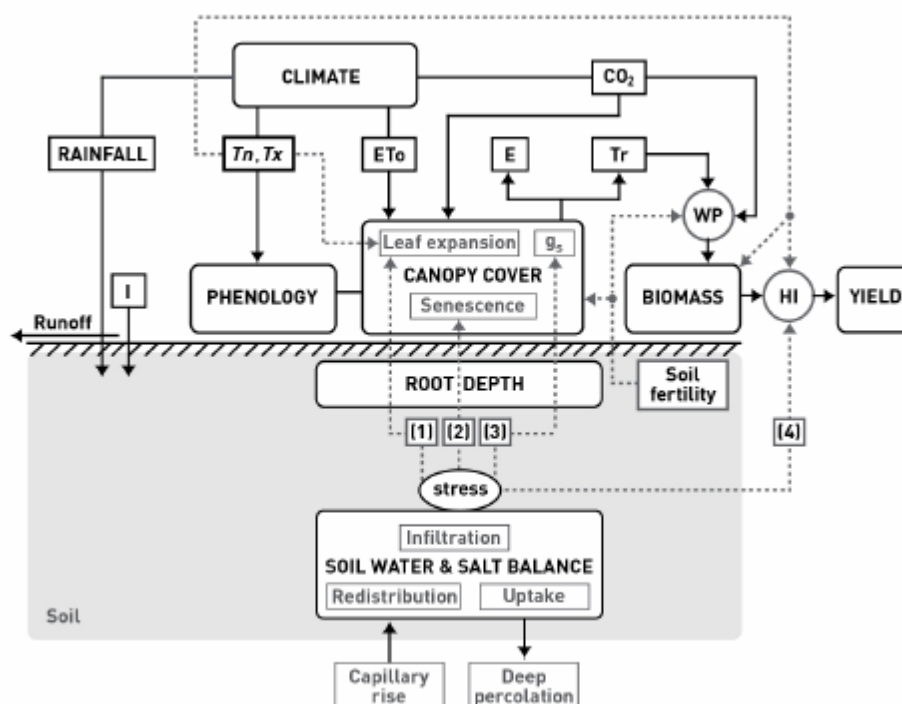 CLIMATE
CO₂
RAINFALL
Tn, Tx
ETo
E
Tr
WP
Leaf expansion
gs
CANOPY COVER
Senescence
PHENOLOGY
I
BIOMASS
HI
YIELD
Runoff
ROOT DEPTH
Soil
fertility
(1)
(2)
(3)
(4)
stress
Infiltration
SOIL WATER & SALT BALANCE
Redistribution
Uptake
Soil
Capillary
rise
Deep
percolation